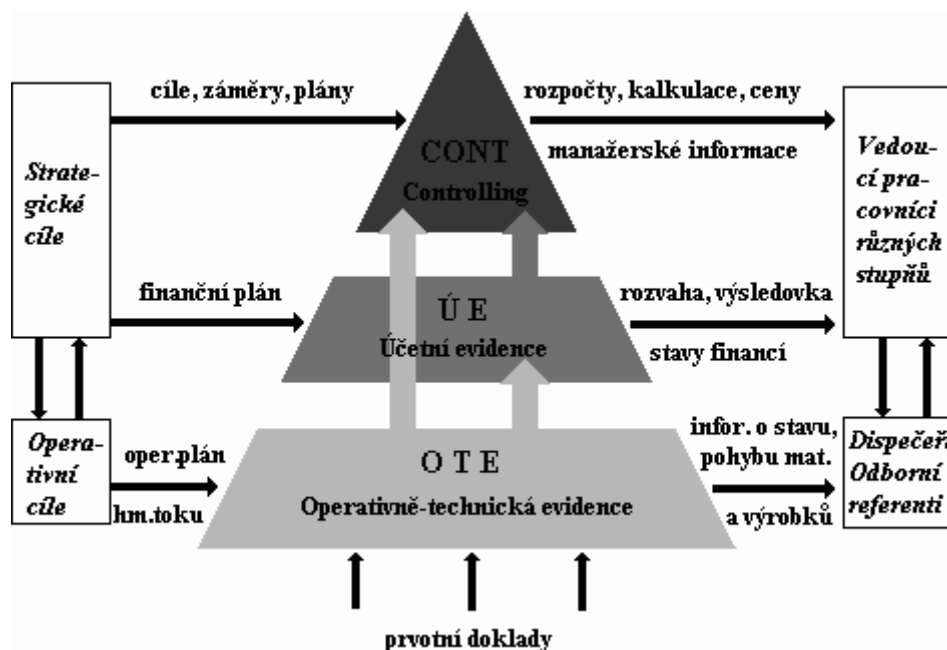 cíle, záměry, plány
rozpočty, kalkulace, ceny
Strate-
gické
cíle
CONT
Controlling
manažerské informace
Vedou-
cí pra-
covníci
různých
stupňů
finanční plán
Ú E
Účetní evidence
rozvaha, výsledovka
stavy financí
Opera-
tivní
cíle
oper.plán
hm.toku
O T E
Operativně-technická evidence
infor. o stavu,
pohybu mat.
a výrobků
Dispečeři
Odborní
referenti
prvotní doklady